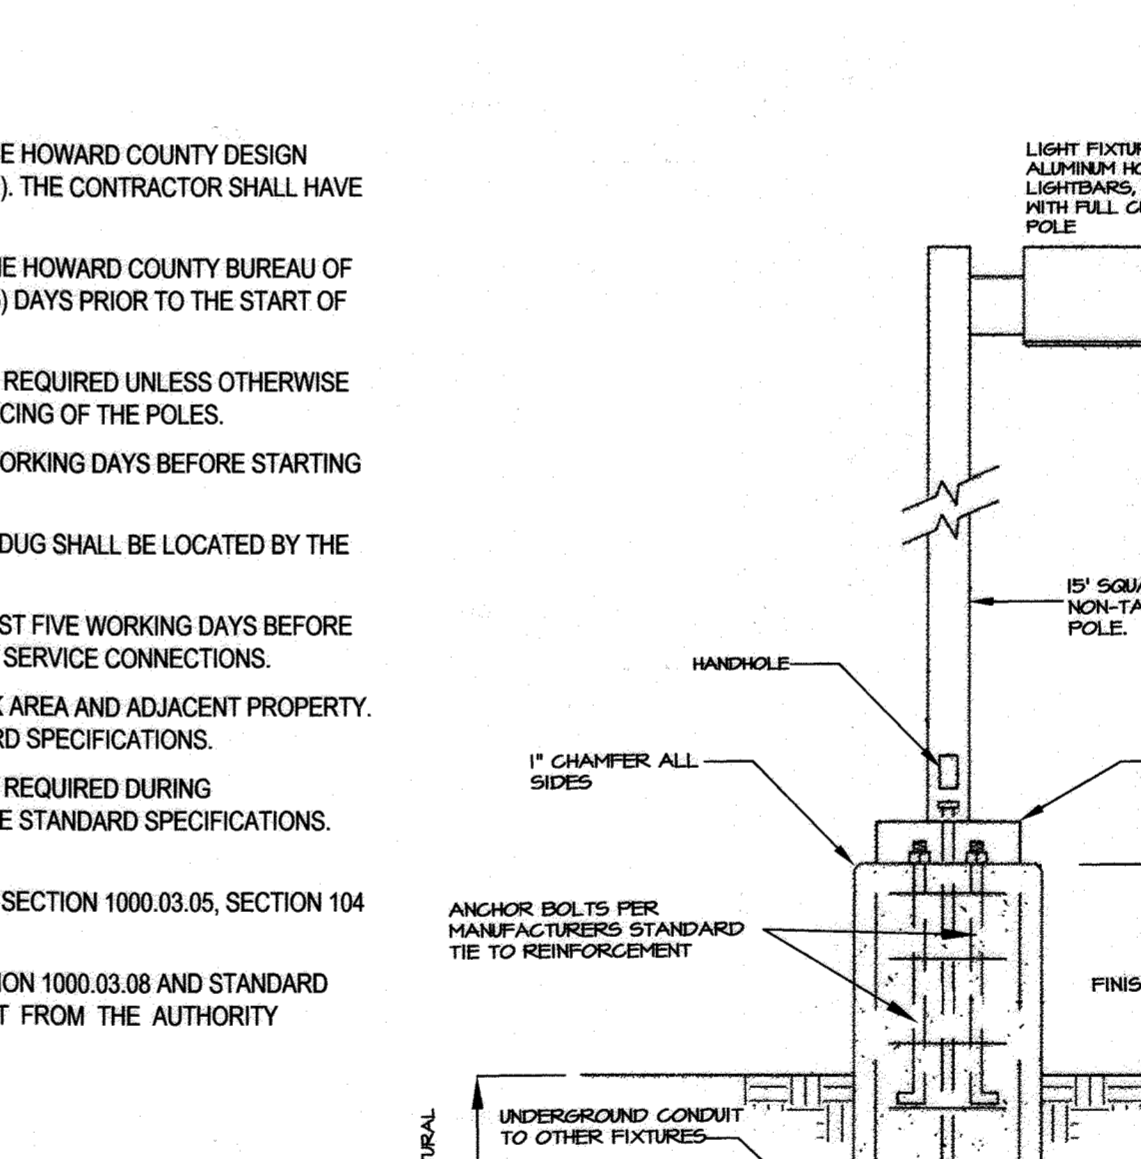 E HOWARD COUNTY DESIGN
). THE CONTRACTOR SHALL HAVE
HE HOWARD COUNTY BUREAU OF
) DAYS PRIOR TO THE START OF
REQUIRED UNLESS OTHERWISE
CING OF THE POLES.
ORKING DAYS BEFORE STARTING
DUG SHALL BE LOCATED BY THE
ST FIVE WORKING DAYS BEFORE
SERVICE CONNECTIONS.
K AREA AND ADJACENT PROPERTY.
RD SPECIFICATIONS.
REQUIRED DURING
E STANDARD SPECIFICATIONS.
SECTION 1000.03.05, SECTION 104
ION 1000.03.08 AND STANDARD
T FROM THE AUTHORITY
LIGHT FIXTUR
ALUMINUM HO
LIGHTBARS,
WITH FULL CU
POLE
15' SQUA
NON-TA
POLE.
HANDHOLE
1" CHAMFER ALL
SIDES
ANCHOR BOLTS PER
MANUFACTURERS STANDARD
TIE TO REINFORCEMENT
FINIS
UNDERGROUND CONDUIT
TO OTHER FIXTURES
TURAL